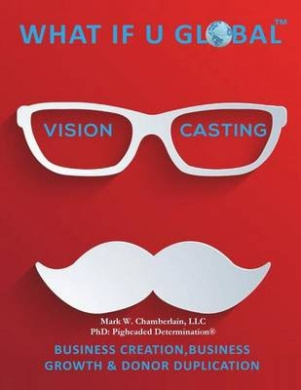 WHAT IF U GLOBAL™
VISION CASTING
Mark W. Chamberlain, LLC
PhD: Pigheaded Determination®
BUSINESS CREATION,BUSINESS
GROWTH & DONOR DUPLICATION